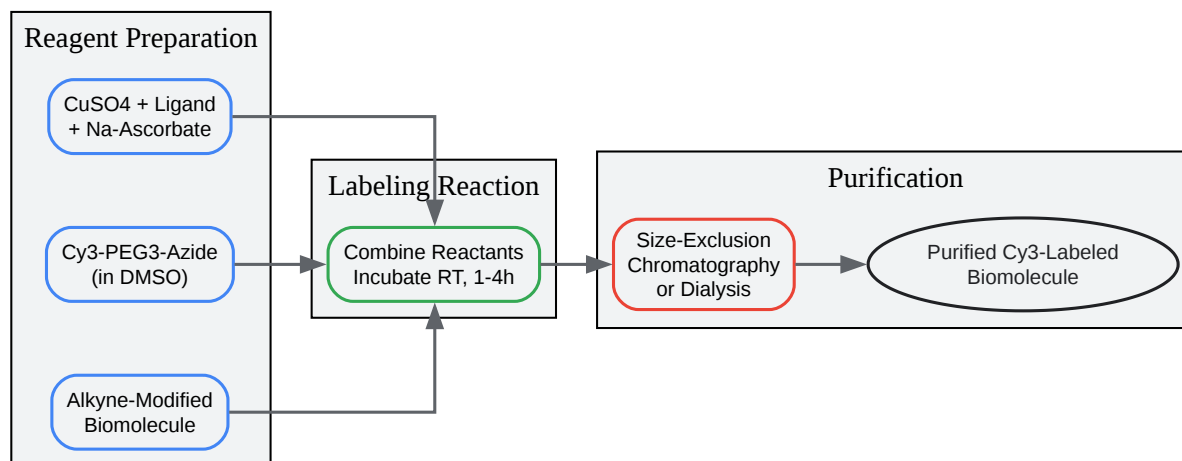 Reagent Preparation
CuSO4 + Ligand
+ Na-Ascorbate
Cy3-PEG3-Azide
(in DMSO)
Alkyne-Modified
Biomolecule
Labeling Reaction
Combine Reactants
Incubate RT, 1-4h
Purification
Size-Exclusion
Chromatography
or Dialysis
Purified Cy3-Labeled
Biomolecule